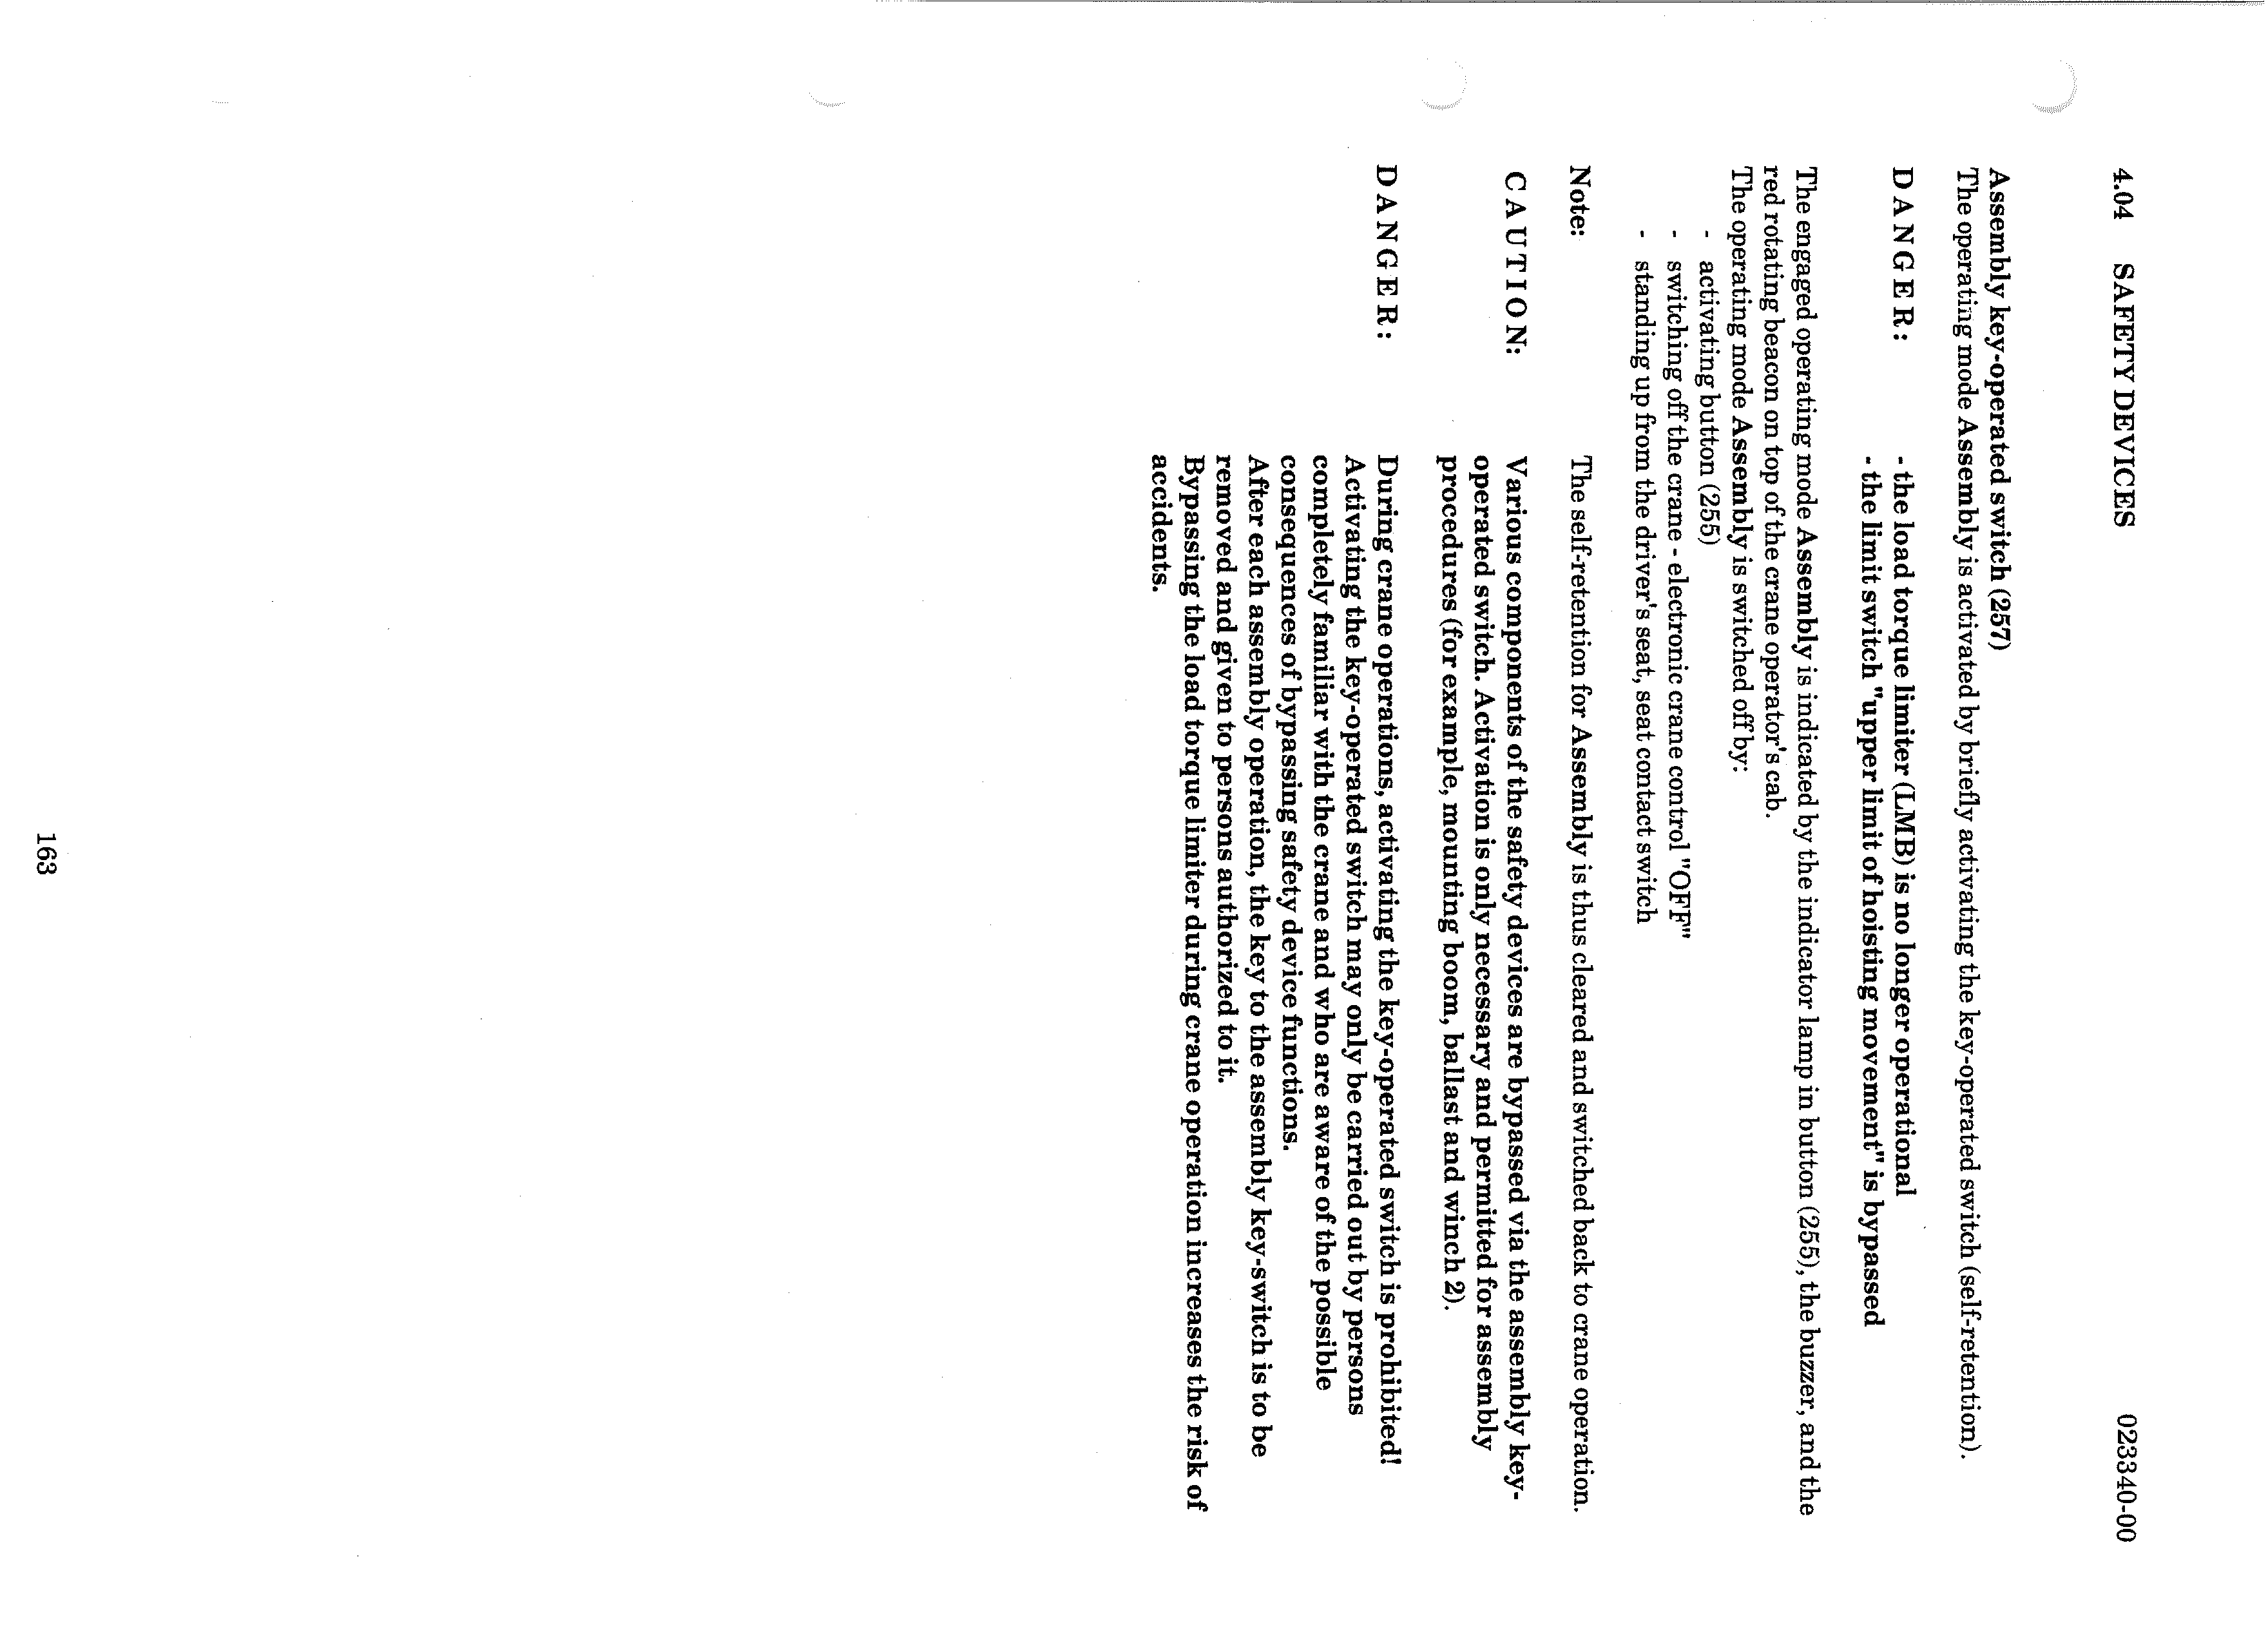 4.04 SAFETY DEVICES 023340-00
Assembly key-operated switch (257)
The operating mode Assembly is activated by briefly activating the key-operated switch (self-retention).
D A N G E R : - the load torque limiter (LMB) is no longer operational
- the limit switch "upper limit of hoisting movement" is bypassed
The engaged operating mode Assembly is indicated by the indicator lamp in button (255), the buzzer, and the
red rotating beacon on top of the crane operator's cab.
The operating mode Assembly is switched off by:
- activating button (255)
- switching off the crane - electronic crane control "OFF"
- standing up from the driver's seat, seat contact switch
Note: The self-retention for Assembly is thus cleared and switched back to crane operation.
C A U T I O N: Various components of the safety devices are bypassed via the assembly key-
operated switch. Activation is only necessary and permitted for assembly
procedures (for example, mounting boom, ballast and winch 2).
D A N G E R : During crane operations, activating the key-operated switch is prohibited!
Activating the key-operated switch may only be carried out by persons
completely familiar with the crane and who are aware of the possible
consequences of bypassing safety device functions.
After each assembly operation, the key to the assembly key-switch is to be
removed and given to persons authorized to it.
Bypassing the load torque limiter during crane operation increases the risk of
accidents.
163